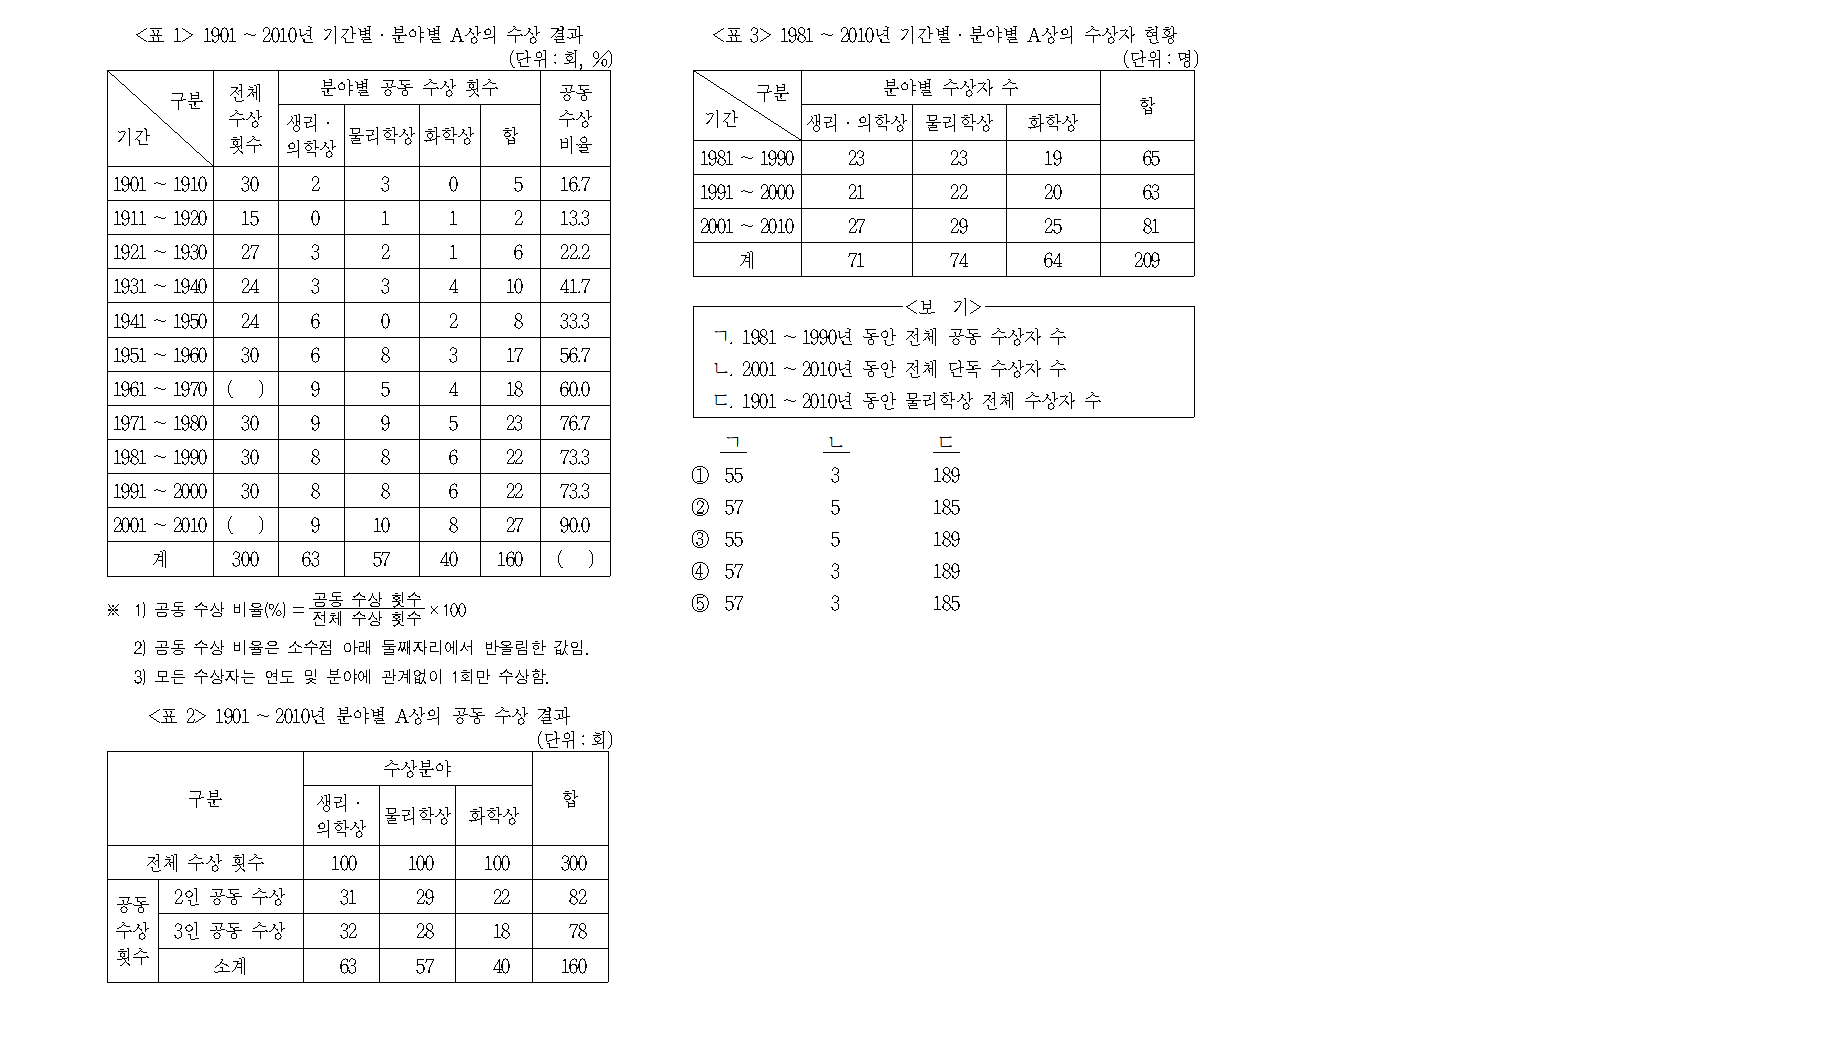 <표 1> 1901 ~ 2010년 기간별 · 분야별 A상의 수상 결과
(단위 : 회, %)
구분 기간 전체 수상 횟수 분야별 공동 수상 횟수 공동 수상 비율
생리 · 의학상 물리학상 화학상 합
1901 ~ 1910 30 2 3 0 5 16.7
1911 ~ 1920 15 0 1 1 2 13.3
1921 ~ 1930 27 3 2 1 6 22.2
1931 ~ 1940 24 3 3 4 10 41.7
1941 ~ 1950 24 6 0 2 8 33.3
1951 ~ 1960 30 6 8 3 17 56.7
1961 ~ 1970 ( ) 9 5 4 18 60.0
1971 ~ 1980 30 9 9 5 23 76.7
1981 ~ 1990 30 8 8 6 22 73.3
1991 ~ 2000 30 8 8 6 22 73.3
2001 ~ 2010 ( ) 9 10 8 27 90.0
계 300 63 57 40 160 ( )
※ 1) 공동 수상 비율(%) = 공동 수상 횟수 / 전체 수상 횟수 × 100
2) 공동 수상 비율은 소수점 아래 둘째자리에서 반올림한 값임.
3) 모든 수상자는 연도 및 분야에 관계없이 1회만 수상함.
<표 2> 1901 ~ 2010년 분야별 A상의 공동 수상 결과
(단위 : 회)
구분 수상분야 합
생리 · 의학상 물리학상 화학상
전체 수상 횟수 100 100 100 300
공동 수상 횟수 2인 공동 수상 31 29 22 82
3인 공동 수상 32 28 18 78
소계 63 57 40 160
<표 3> 1981 ~ 2010년 기간별 · 분야별 A상의 수상자 현황
(단위 : 명)
구분 기간 분야별 수상자 수 합
생리 · 의학상 물리학상 화학상
1981 ~ 1990 23 23 19 65
1991 ~ 2000 21 22 20 63
2001 ~ 2010 27 29 25 81
계 71 74 64 209
<보 기>
ㄱ. 1981 ~ 1990년 동안 전체 공동 수상자 수
ㄴ. 2001 ~ 2010년 동안 전체 단독 수상자 수
ㄷ. 1901 ~ 2010년 동안 물리학상 전체 수상자 수
ㄱ ㄴ ㄷ
① 55 3 189
② 57 5 185
③ 55 5 189
④ 57 3 189
⑤ 57 3 185